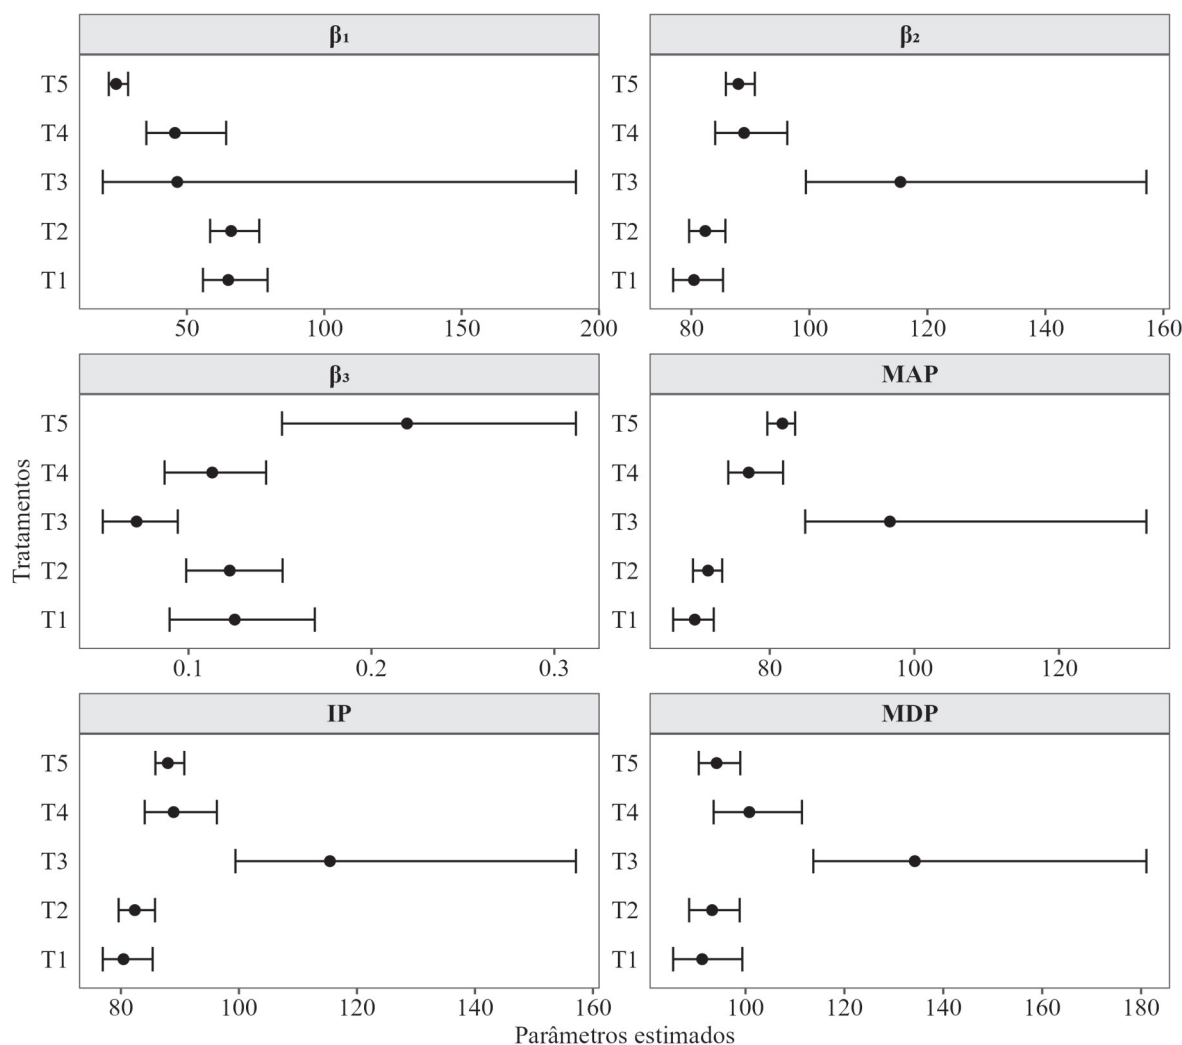 β₁
T5
T4
T3
T2
T1
50 100 150 200
β₂
T5
T4
T3
T2
T1
80 100 120 140 160
Tratamentos
β₃
T5
T4
T3
T2
T1
0.1 0.2 0.3
MAP
T5
T4
T3
T2
T1
80 100 120
IP
T5
T4
T3
T2
T1
80 100 120 140 160
MDP
T5
T4
T3
T2
T1
100 120 140 160 180
Parâmetros estimados